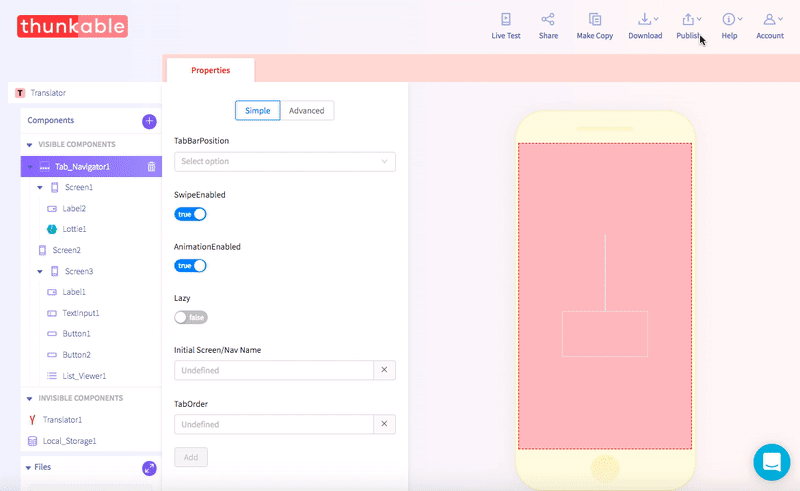 thunkable
Live Test
Share
Make Copy
Download
Publish
Help
Account
Properties
T Translator
Components
VISIBLE COMPONENTS
Tab_Navigator1
Screen1
Label2
Lottie1
Screen2
Screen3
Label1
TextInput1
Button1
Button2
List_Viewer1
INVISIBLE COMPONENTS
Translator1
Local_Storage1
Files
Simple
Advanced
TabBarPosition
Select option
SwipeEnabled
true
AnimationEnabled
true
Lazy
false
Initial Screen/Nav Name
Undefined
TabOrder
Undefined
Add